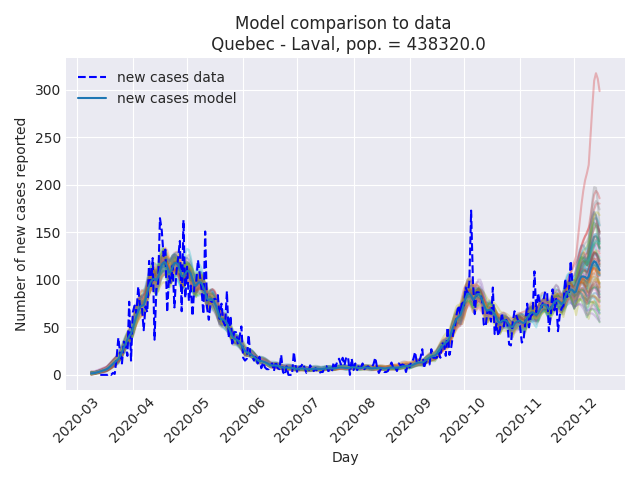 Model comparison to data
Quebec - Laval, pop. = 438320.0
new cases data
new cases model
Number of new cases reported
300
250
200
150
100
50
0
2020-03
2020-04
2020-05
2020-06
2020-07
2020-08
2020-09
2020-10
2020-11
2020-12
Day